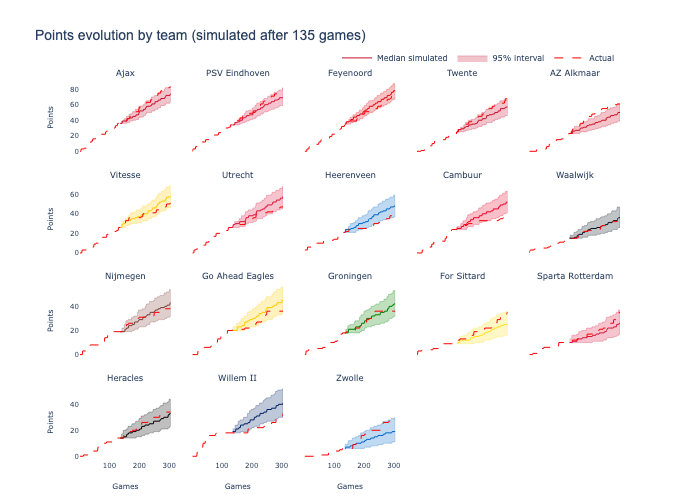 Points evolution by team (simulated after 135 games)
Median simulated 95% interval Actual
Ajax PSV Eindhoven Feyenoord Twente AZ Alkmaar
80
60
40
20
0
Points
Vitesse Utrecht Heerenveen Cambuur Waalwijk
60
40
20
0
Points
Nijmegen Go Ahead Eagles Groningen For Sittard Sparta Rotterdam
40
20
0
Points
Heracles Willem II Zwolle
40
20
0
Points
100 200 300 100 200 300 100 200 300
Games Games